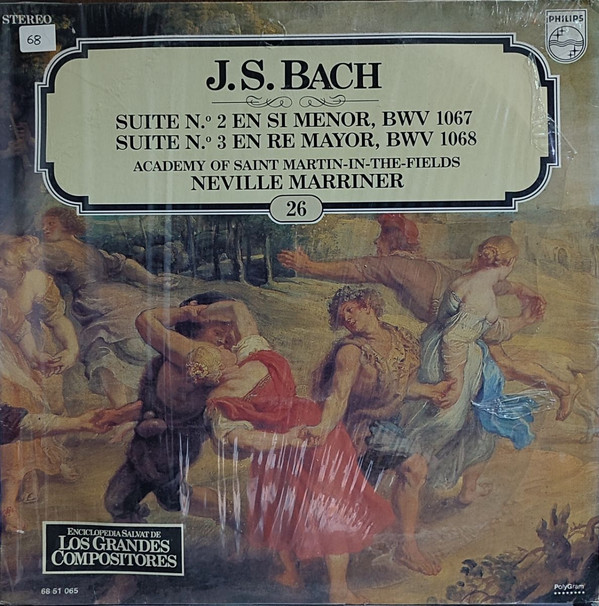 STEREO
68
PHILIPS
J.S. BACH
SUITE N.º 2 EN SI MENOR, BWV 1067
SUITE N.º 3 EN RE MAYOR, BWV 1068
ACADEMY OF SAINT MARTIN-IN-THE-FIELDS
NEVILLE MARRINER
26
ENCICLOPEDIA SALVAT DE
LOS GRANDES
COMPOSITORES
68 51 065
PolyGram